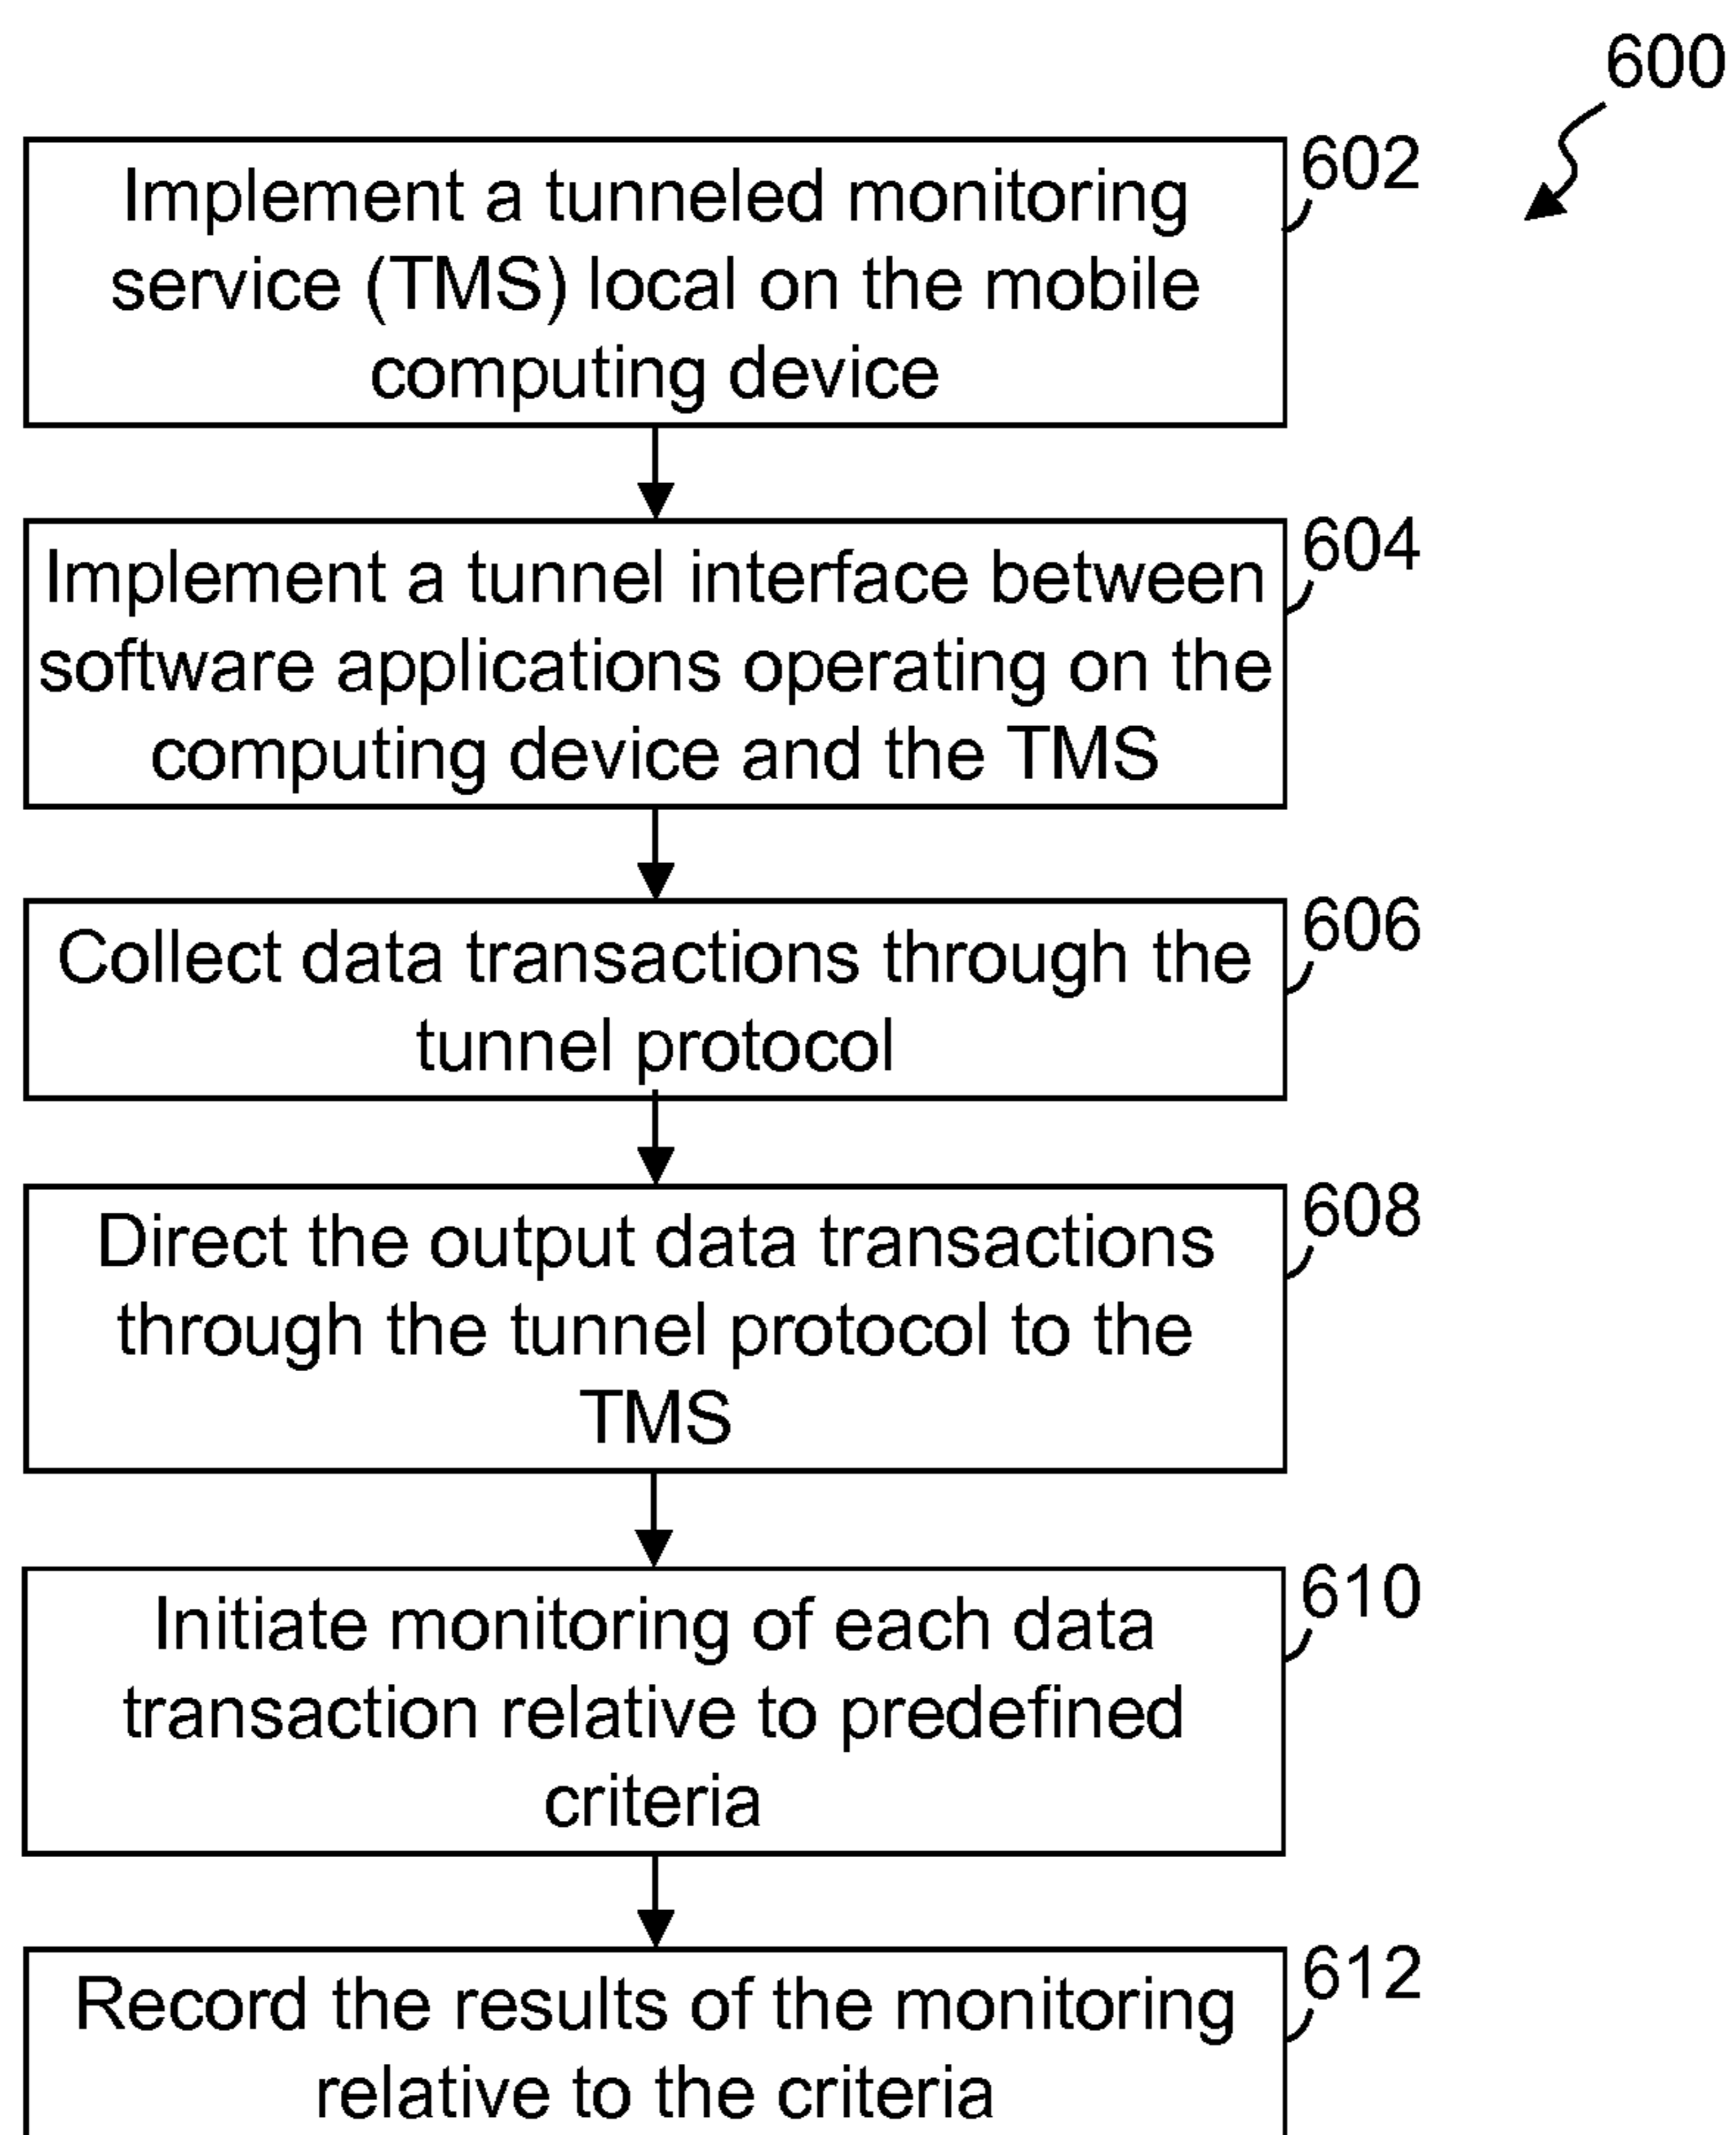 600
602
Implement a tunneled monitoring
service (TMS) local on the mobile
computing device
604
Implement a tunnel interface between
software applications operating on the
computing device and the TMS
606
Collect data transactions through the
tunnel protocol
608
Direct the output data transactions
through the tunnel protocol to the
TMS
610
Initiate monitoring of each data
transaction relative to predefined
criteria
612
Record the results of the monitoring
relative to the criteria